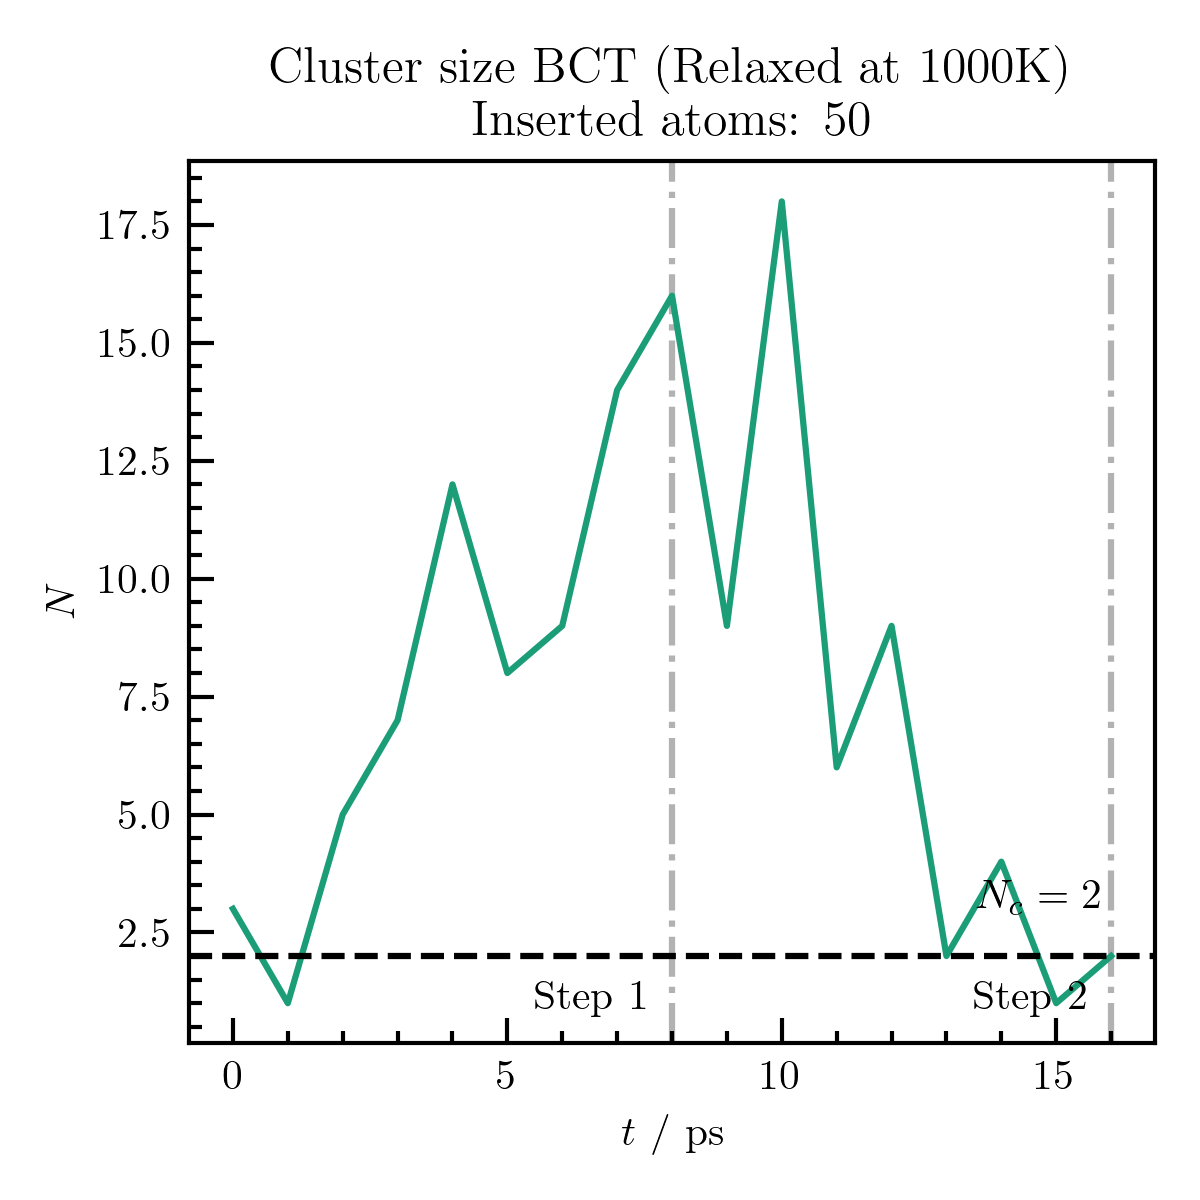 Cluster size BCT (Relaxed at 1000K)
Inserted atoms: 50
17.5
15.0
12.5
10.0
7.5
5.0
2.5
N
N_c = 2
Step 1
Step 2
0
5
10
15
t / ps